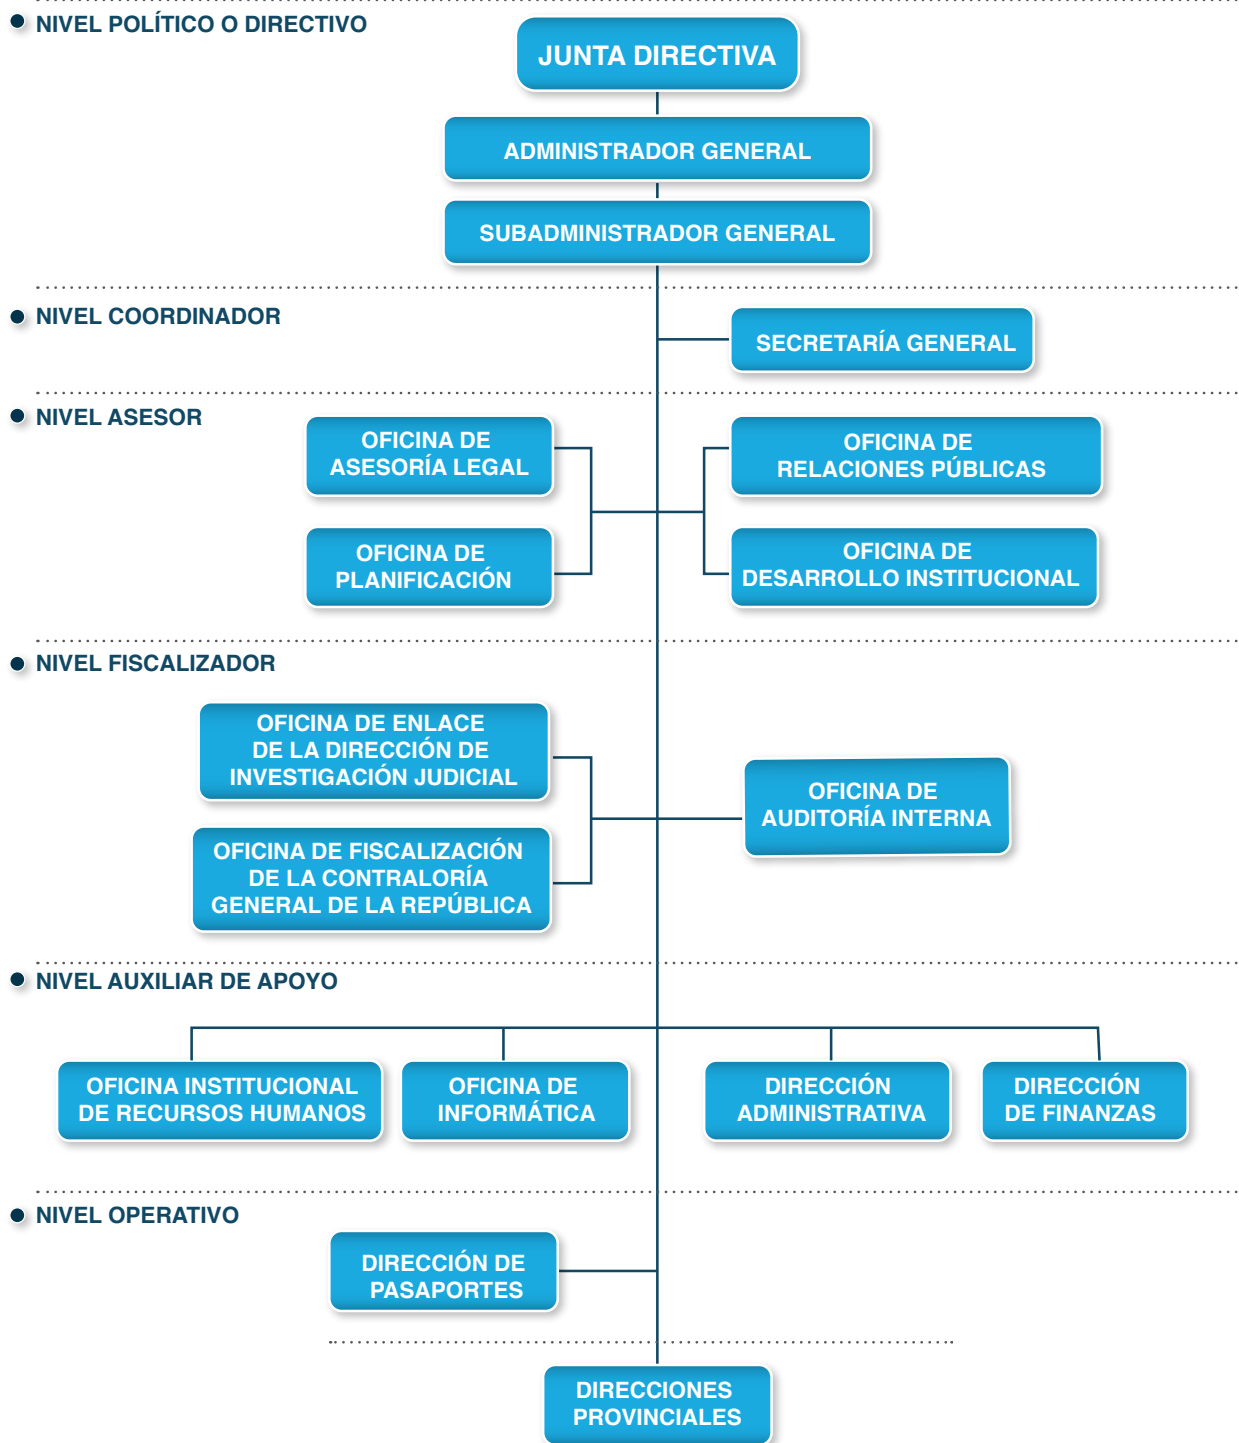 NIVEL POLÍTICO O DIRECTIVO
JUNTA DIRECTIVA
ADMINISTRADOR GENERAL
SUBADMINISTRADOR GENERAL
NIVEL COORDINADOR
SECRETARÍA GENERAL
NIVEL ASESOR
OFICINA DE
ASESORÍA LEGAL
OFICINA DE
RELACIONES PÚBLICAS
OFICINA DE
PLANIFICACIÓN
OFICINA DE
DESARROLLO INSTITUCIONAL
NIVEL FISCALIZADOR
OFICINA DE ENLACE
DE LA DIRECCIÓN DE
INVESTIGACIÓN JUDICIAL
OFICINA DE
AUDITORÍA INTERNA
OFICINA DE FISCALIZACIÓN
DE LA CONTRALORÍA
GENERAL DE LA REPÚBLICA
NIVEL AUXILIAR DE APOYO
OFICINA INSTITUCIONAL
DE RECURSOS HUMANOS
OFICINA DE
INFORMÁTICA
DIRECCIÓN
ADMINISTRATIVA
DIRECCIÓN
DE FINANZAS
NIVEL OPERATIVO
DIRECCIÓN DE
PASAPORTES
DIRECCIONES
PROVINCIALES